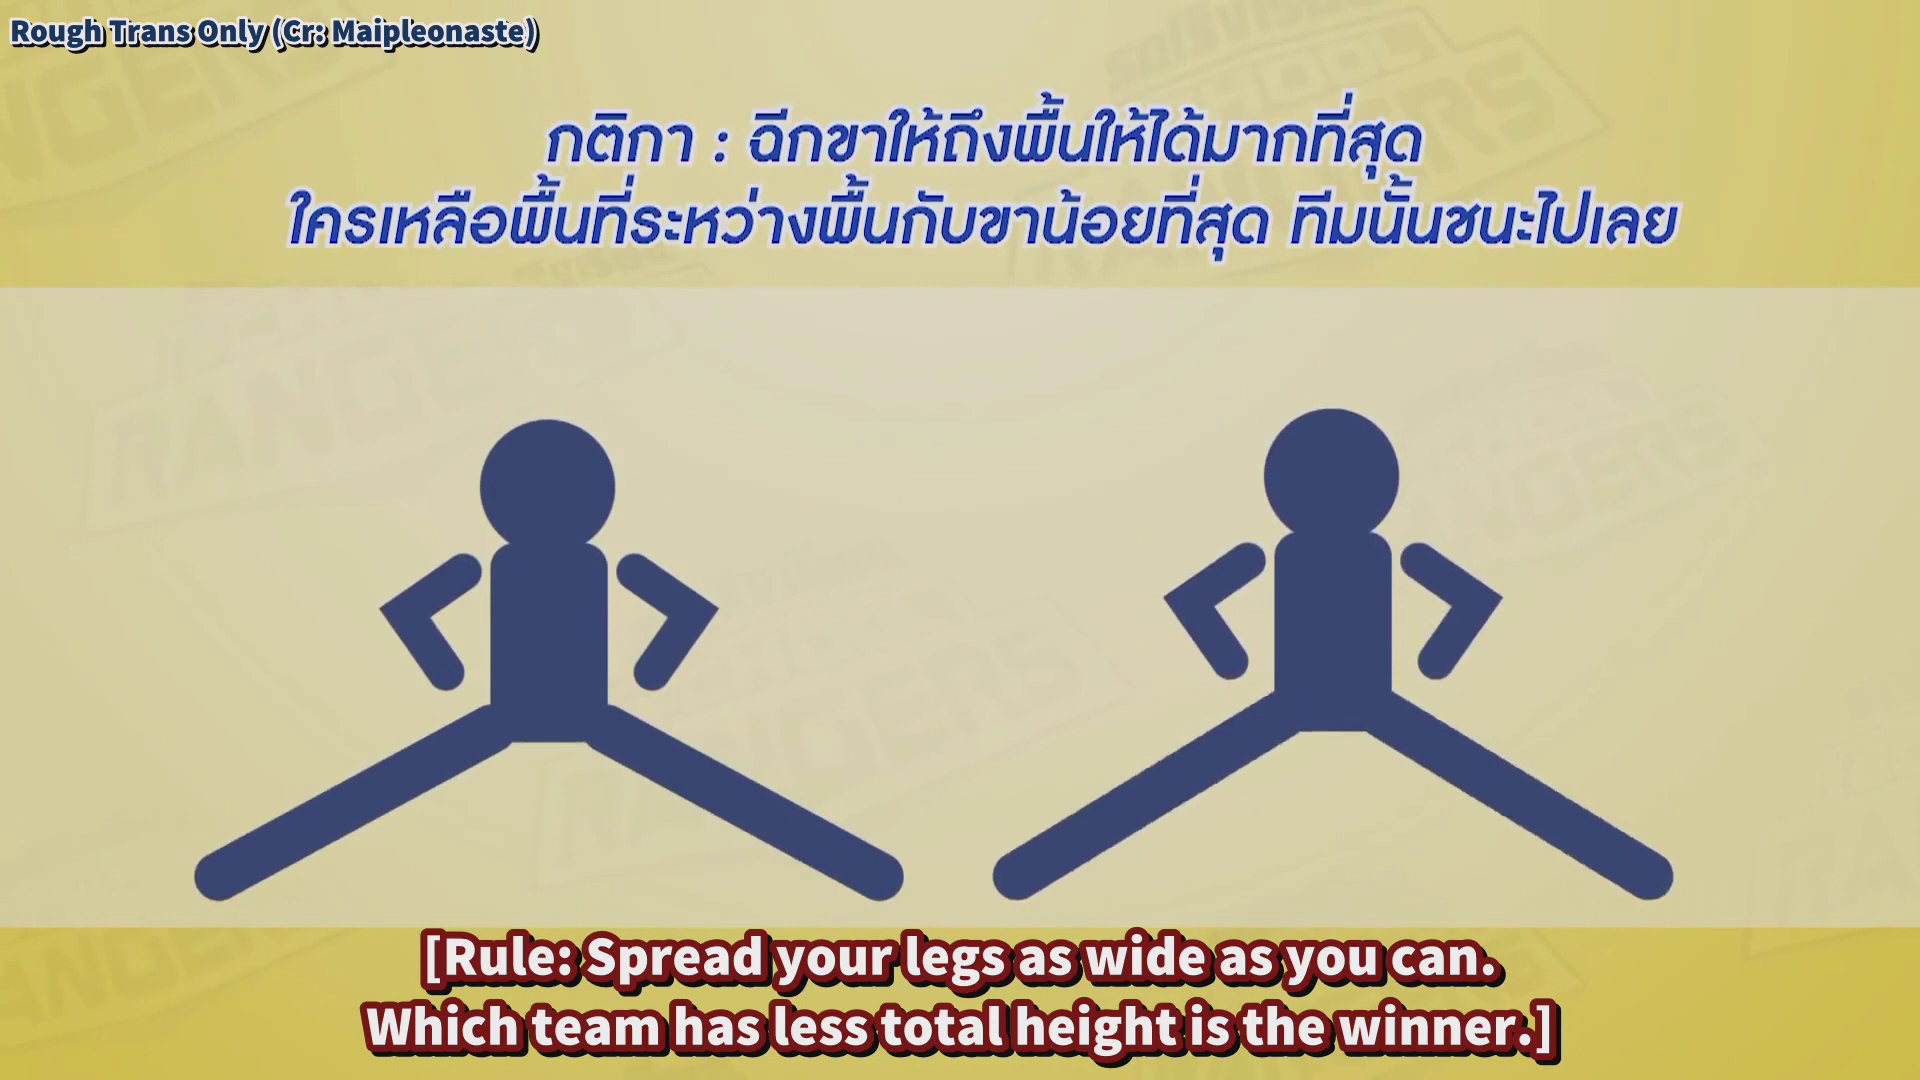 Rough Trans Only (Cr: Maipleonaste)
กติกา : ฉีกขาให้ถึงพื้นให้ได้มากที่สุด
ใครเหลือพื้นที่ระหว่างพื้นกับขาน้อยที่สุด ทีมนั้นชนะไปเลย
RANGERS
RANGERS
RANGERS
[Rule: Spread your legs as wide as you can.
Which team has less total height is the winner.]